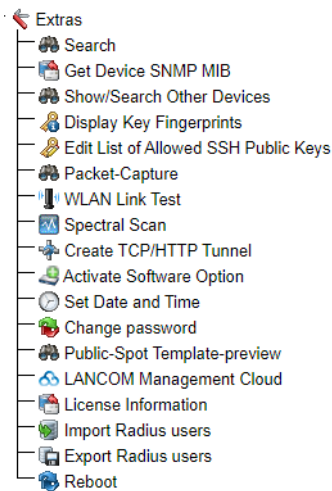 Extras
Search
Get Device SNMP MIB
Show/Search Other Devices
Display Key Fingerprints
Edit List of Allowed SSH Public Keys
Packet-Capture
WLAN Link Test
Spectral Scan
Create TCP/HTTP Tunnel
Activate Software Option
Set Date and Time
Change password
Public-Spot Template-preview
LANCOM Management Cloud
License Information
Import Radius users
Export Radius users
Reboot